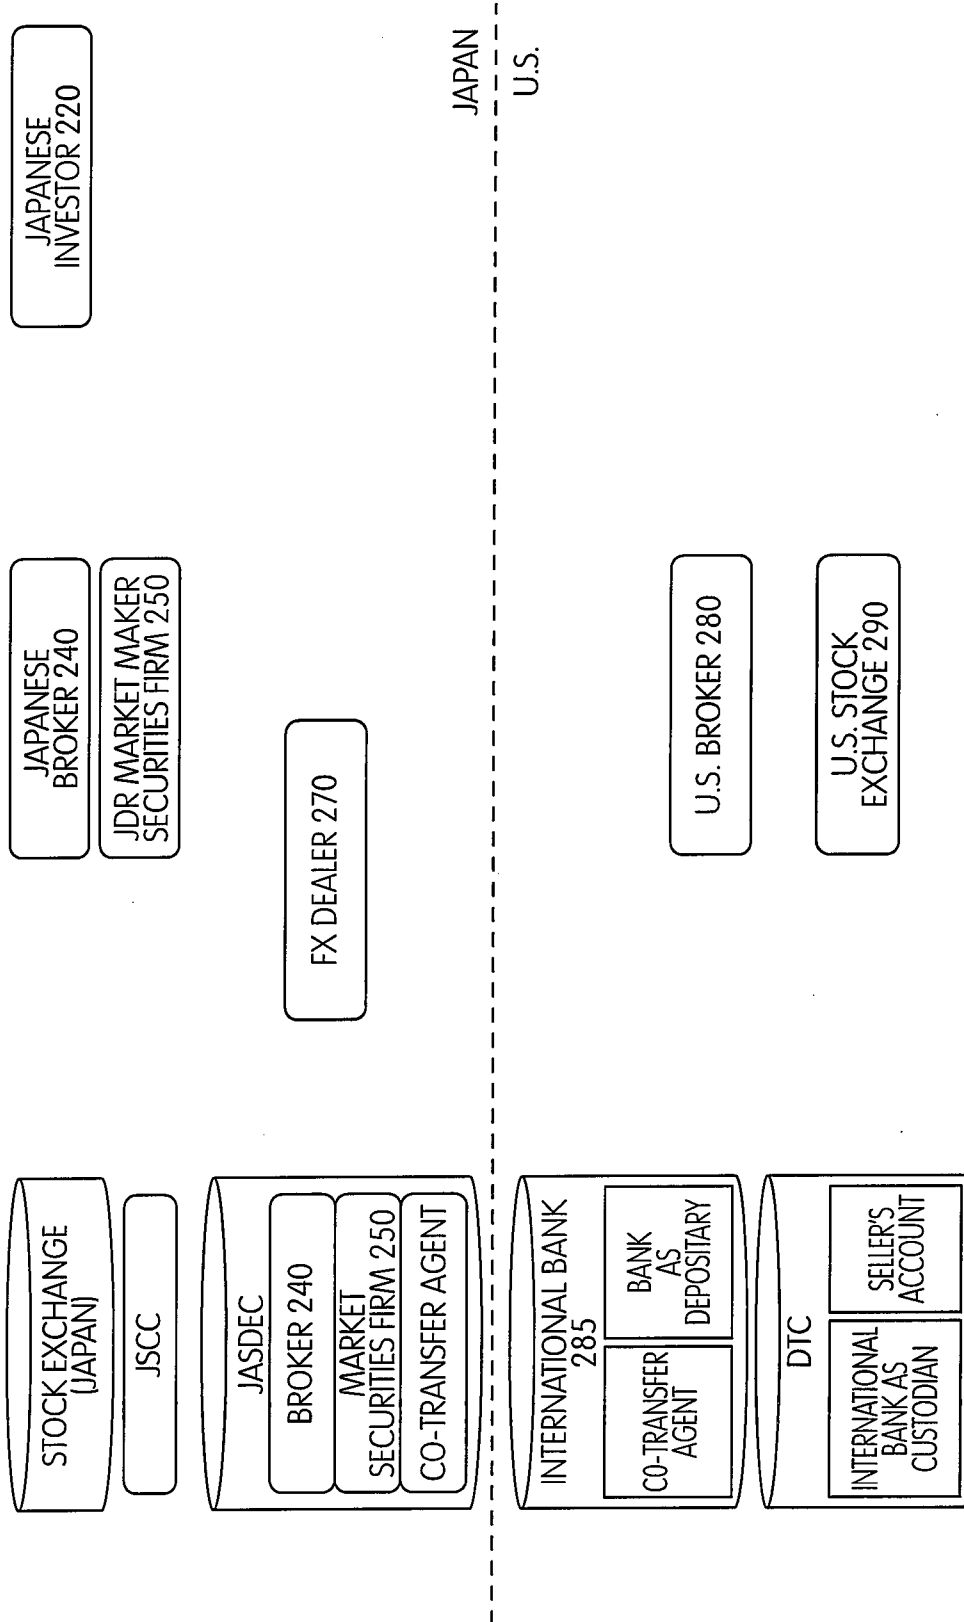 STOCK EXCHANGE
(JAPAN)
JSCC
JASDEC
BROKER 240
MARKET
SECURITIES FIRM 250
CO-TRANSFER AGENT
JAPANESE
BROKER 240
JDR MARKET MAKER
SECURITIES FIRM 250
FX DEALER 270
JAPANESE
INVESTOR 220
JAPAN
U.S.
INTERNATIONAL BANK
285
CO-TRANSFER
AGENT
BANK
AS
DEPOSITARY
DTC
INTERNATIONAL
BANK AS
CUSTODIAN
SELLER'S
ACCOUNT
U.S. BROKER 280
U.S. STOCK
EXCHANGE 290